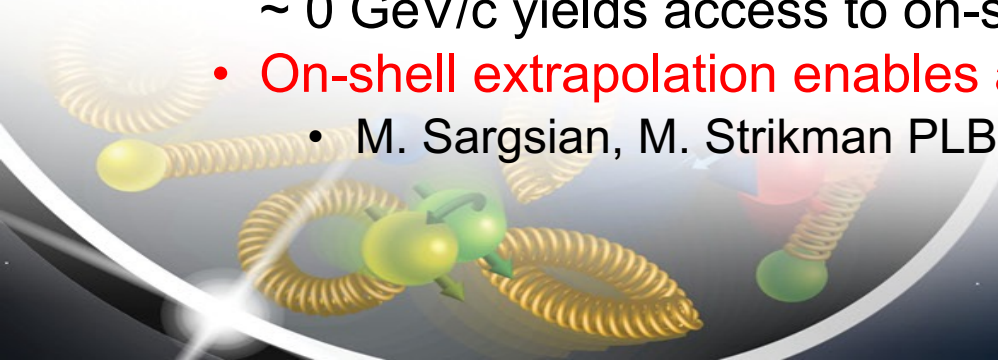 ~ 0 GeV/c yields access to on-s
• On-shell extrapolation enables
• M. Sargsian, M. Strikman PLB